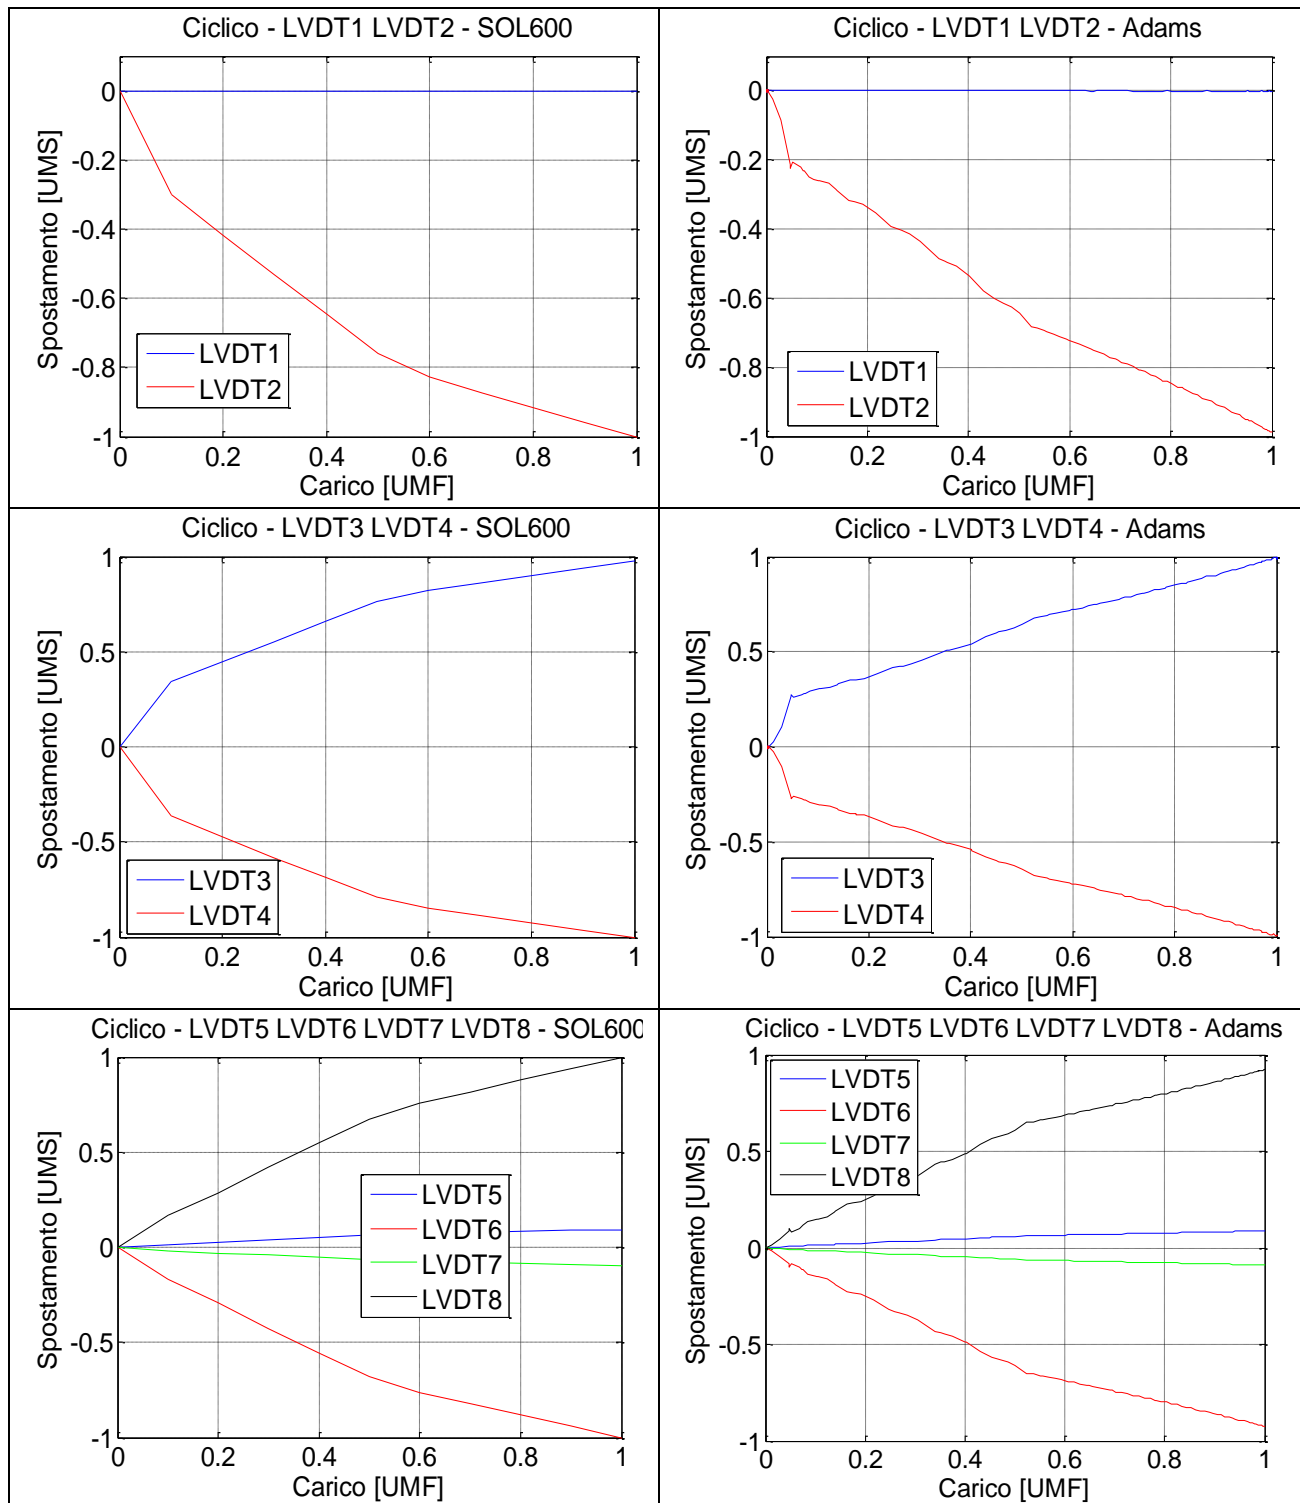 Ciclico - LVDT1 LVDT2 - SOL600
0
-0.2
-0.4
-0.6
-0.8
-1
Spostamento [UMS]
LVDT1
LVDT2
0 0.2 0.4 0.6 0.8 1
Carico [UMF]
Ciclico - LVDT1 LVDT2 - Adams
0
-0.2
-0.4
-0.6
-0.8
-1
Spostamento [UMS]
LVDT1
LVDT2
0 0.2 0.4 0.6 0.8 1
Carico [UMF]
Ciclico - LVDT3 LVDT4 - SOL600
1
0.5
0
-0.5
-1
Spostamento [UMS]
LVDT3
LVDT4
0 0.2 0.4 0.6 0.8 1
Carico [UMF]
Ciclico - LVDT3 LVDT4 - Adams
1
0.5
0
-0.5
-1
Spostamento [UMS]
LVDT3
LVDT4
0 0.2 0.4 0.6 0.8 1
Carico [UMF]
Ciclico - LVDT5 LVDT6 LVDT7 LVDT8 - SOL600
1
0.5
0
-0.5
-1
Spostamento [UMS]
LVDT5
LVDT6
LVDT7
LVDT8
0 0.2 0.4 0.6 0.8 1
Carico [UMF]
Ciclico - LVDT5 LVDT6 LVDT7 LVDT8 - Adams
1
0.5
0
-0.5
-1
Spostamento [UMS]
LVDT5
LVDT6
LVDT7
LVDT8
0 0.2 0.4 0.6 0.8 1
Carico [UMF]